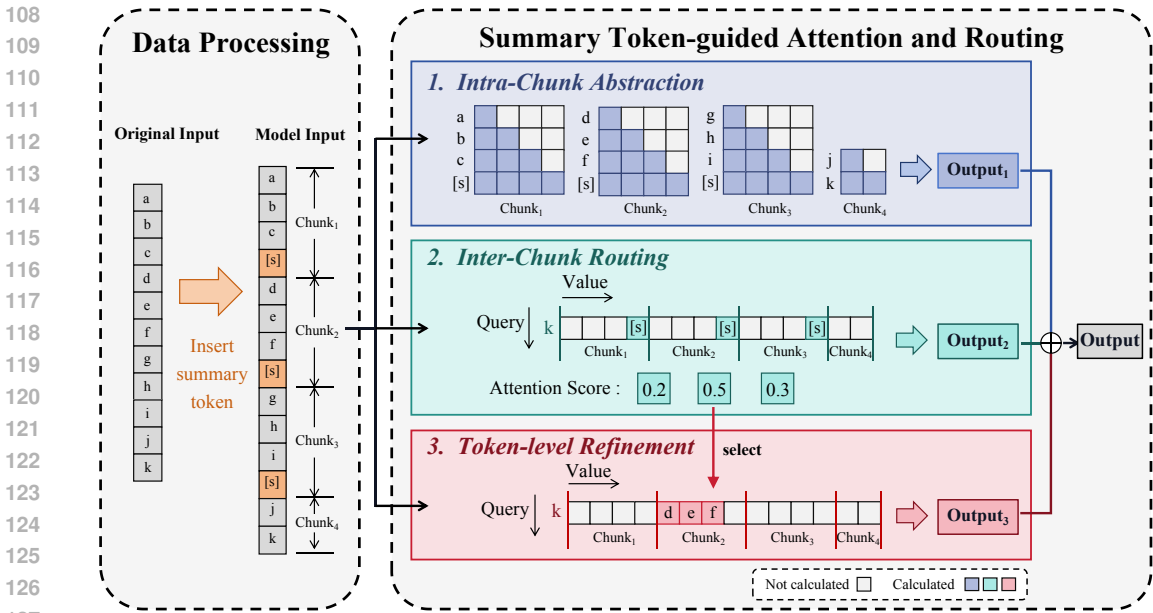 108
109
110
111
112
113
114
115
116
117
118
119
120
121
122
123
124
125
126
Data Processing
Original Input
Model Input
a
b
c
d
e
f
g
h
i
j
k
Insert
summary
token
a
b
c
[s]
d
e
f
[s]
g
h
i
[s]
j
k
Chunk1
Chunk2
Chunk3
Chunk4
Summary Token-guided Attention and Routing
1. Intra-Chunk Abstraction
a
b
c
[s]
Chunk1
d
e
f
[s]
Chunk2
g
h
i
[s]
Chunk3
j
k
Chunk4
Output1
2. Inter-Chunk Routing
Value
Query
k
[s] [s] [s]
Chunk1 Chunk2 Chunk3 Chunk4
Output2
Attention Score : 0.2 0.5 0.3
Output
3. Token-level Refinement
select
Value
Query
k
d e f
Chunk1 Chunk2 Chunk3 Chunk4
Output3
Not calculated Calculated